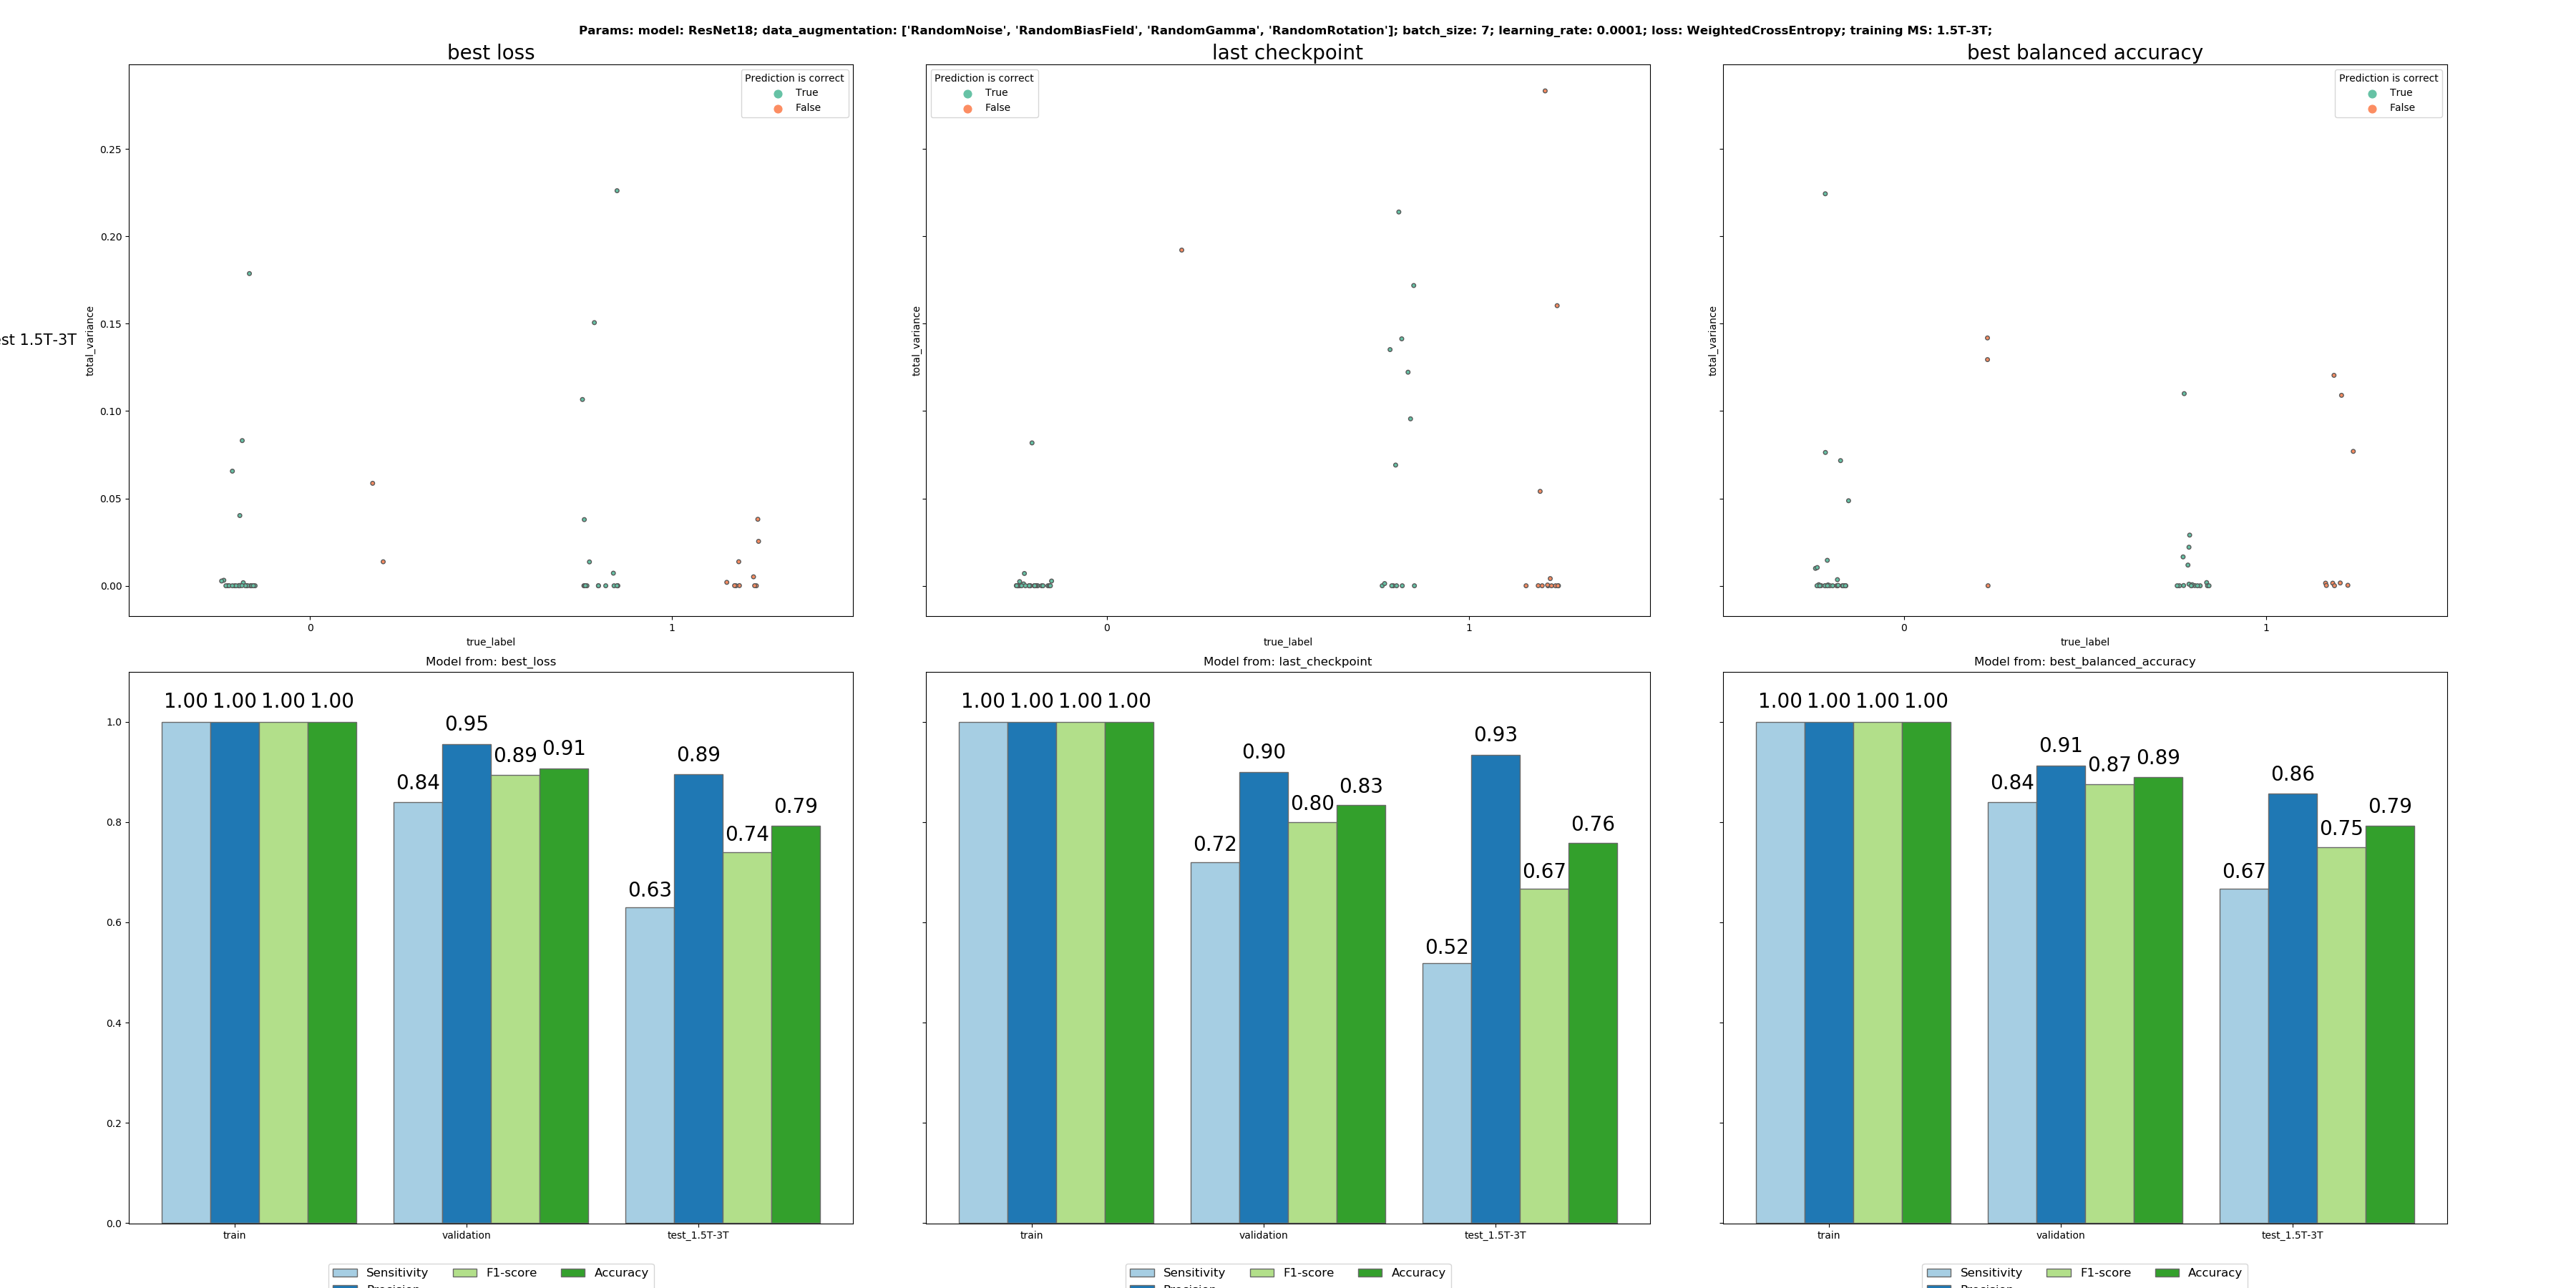 Params: model: ResNet18; data_augmentation: ['RandomNoise', 'RandomBiasField', 'RandomGamma', 'RandomRotation']; batch_size: 7; learning_rate: 0.0001; loss: WeightedCrossEntropy; training MS: 1.5T-3T;
best loss
last checkpoint
best balanced accuracy
Prediction is correct
True
False
Prediction is correct
True
False
Prediction is correct
True
False
0.25
0.20
0.15
0.10
0.05
0.00
est 1.5T-3T
total_variance
total_variance
total_variance
0 1
0 1
0 1
true_label
true_label
true_label
Model from: best_loss
Model from: last_checkpoint
Model from: best_balanced_accuracy
1.0
0.8
0.6
0.4
0.2
0.0
1.00 1.00 1.00 1.00
0.84 0.95 0.89 0.91
0.63 0.89 0.74 0.79
1.00 1.00 1.00 1.00
0.72 0.90 0.80 0.83
0.52 0.93 0.67 0.76
1.00 1.00 1.00 1.00
0.84 0.91 0.87 0.89
0.67 0.86 0.75 0.79
train validation test_1.5T-3T
train validation test_1.5T-3T
train validation test_1.5T-3T
Sensitivity F1-score Accuracy
Precision
Sensitivity F1-score Accuracy
Precision
Sensitivity F1-score Accuracy
Precision